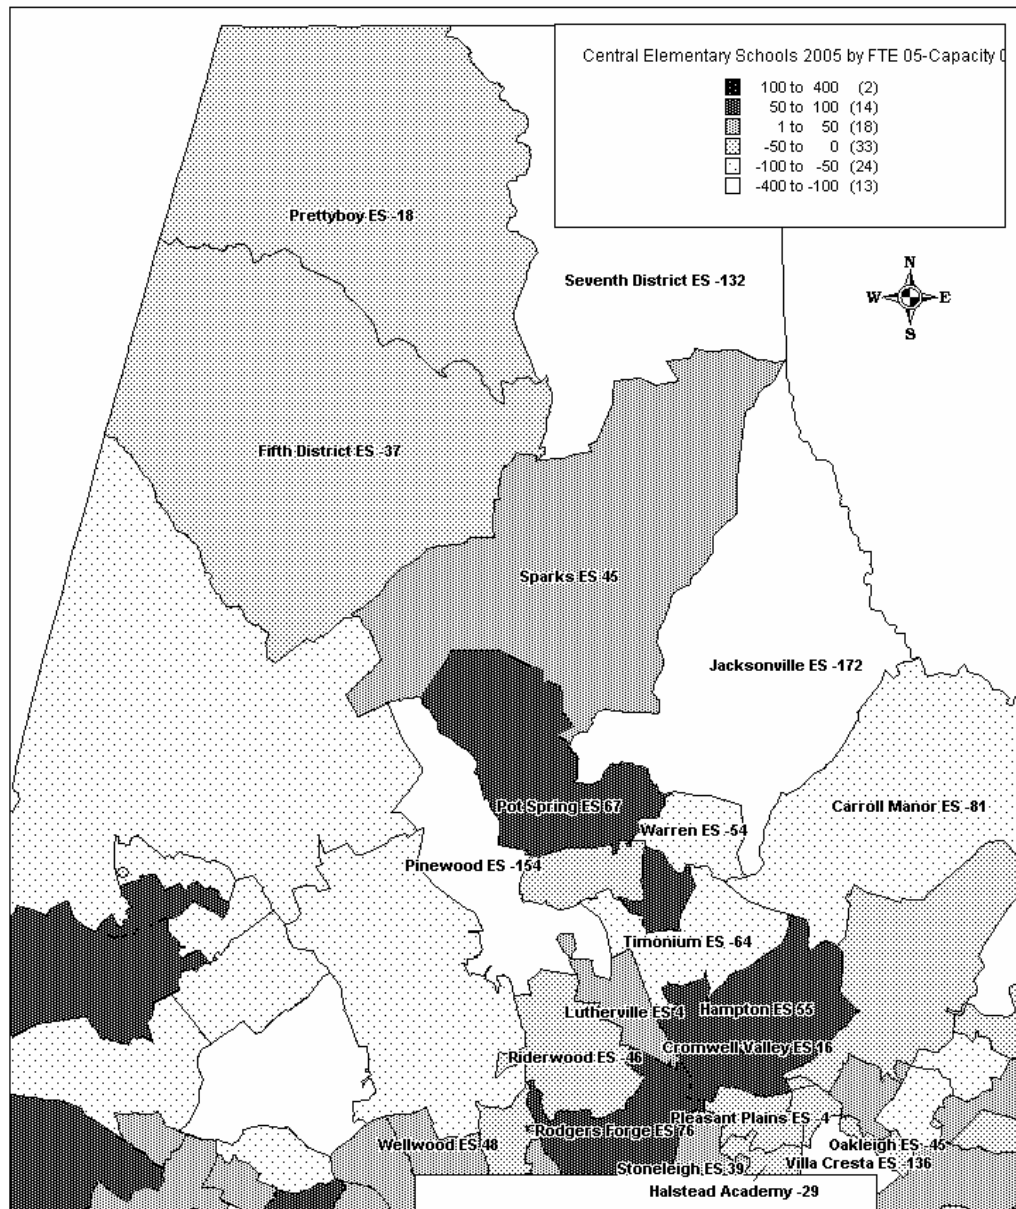 Central Elementary Schools 2005 by FTE 05-Capacity 0
100 to 400 (2)
50 to 100 (14)
1 to 50 (18)
-50 to 0 (33)
-100 to -50 (24)
-400 to -100 (13)
Prettyboy ES -18
Seventh District ES -132
N
W E
S
Fifth District ES -37
Sparks ES 45
Jacksonville ES -172
Pot Spring ES 67
Carroll Manor ES -81
Warren ES -54
Pinewood ES -154
Timonium ES -64
Lutherville ES 4
Hampton ES 55
Cromwell Valley ES 16
Riderwood ES -46
Pleasant Plains ES -4
Rodgers Forge ES 76
Wellwood ES 48
Oakleigh ES -45
Stoneleigh ES 39
Villa Cresta ES -136
Halstead Academy -29